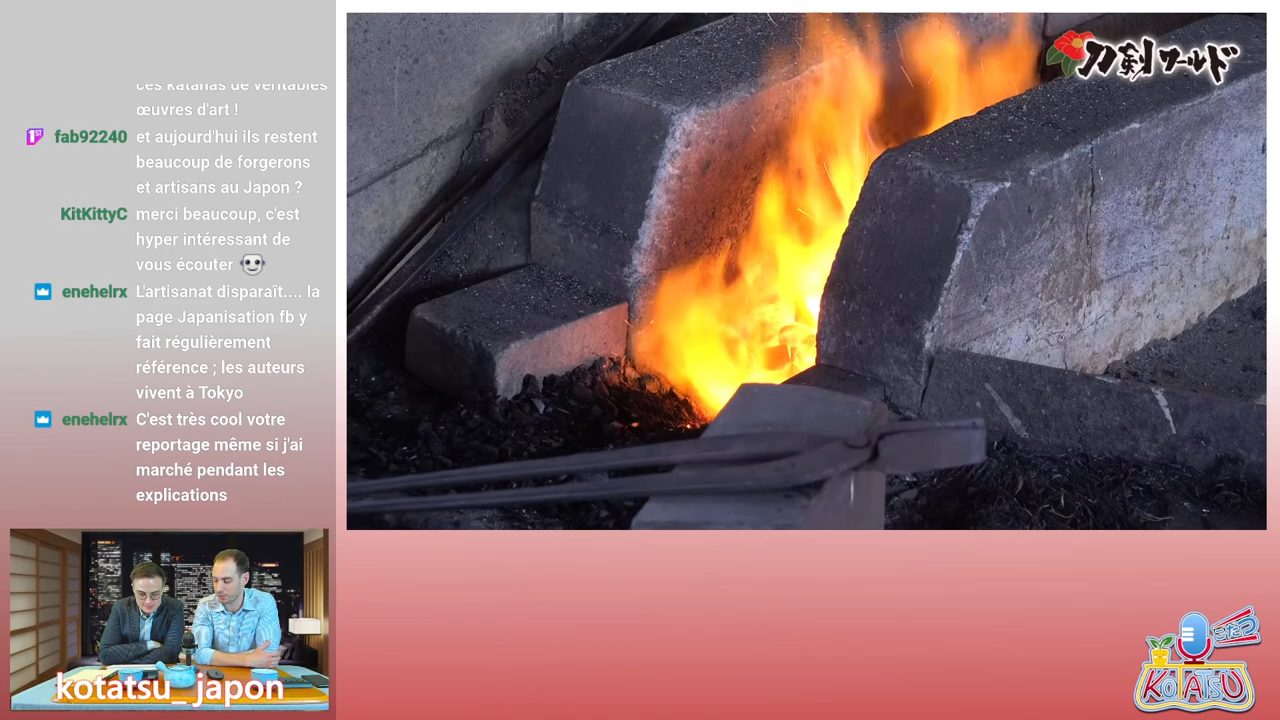 ces katanas de véritables
œuvres d'art !
fab92240 et aujourd'hui ils restent
beaucoup de forgerons
et artisans au Japon ?
KitKittyC merci beaucoup, c'est
hyper intéressant de
vous écouter
enehelrx L'artisanat disparaît.... la
page Japanisation fb y
fait régulièrement
référence ; les auteurs
vivent à Tokyo
enehelrx C'est très cool votre
reportage même si j'ai
marché pendant les
explications
kotatsu_japon
刀剣ワールド
こたつ
KOTATSU